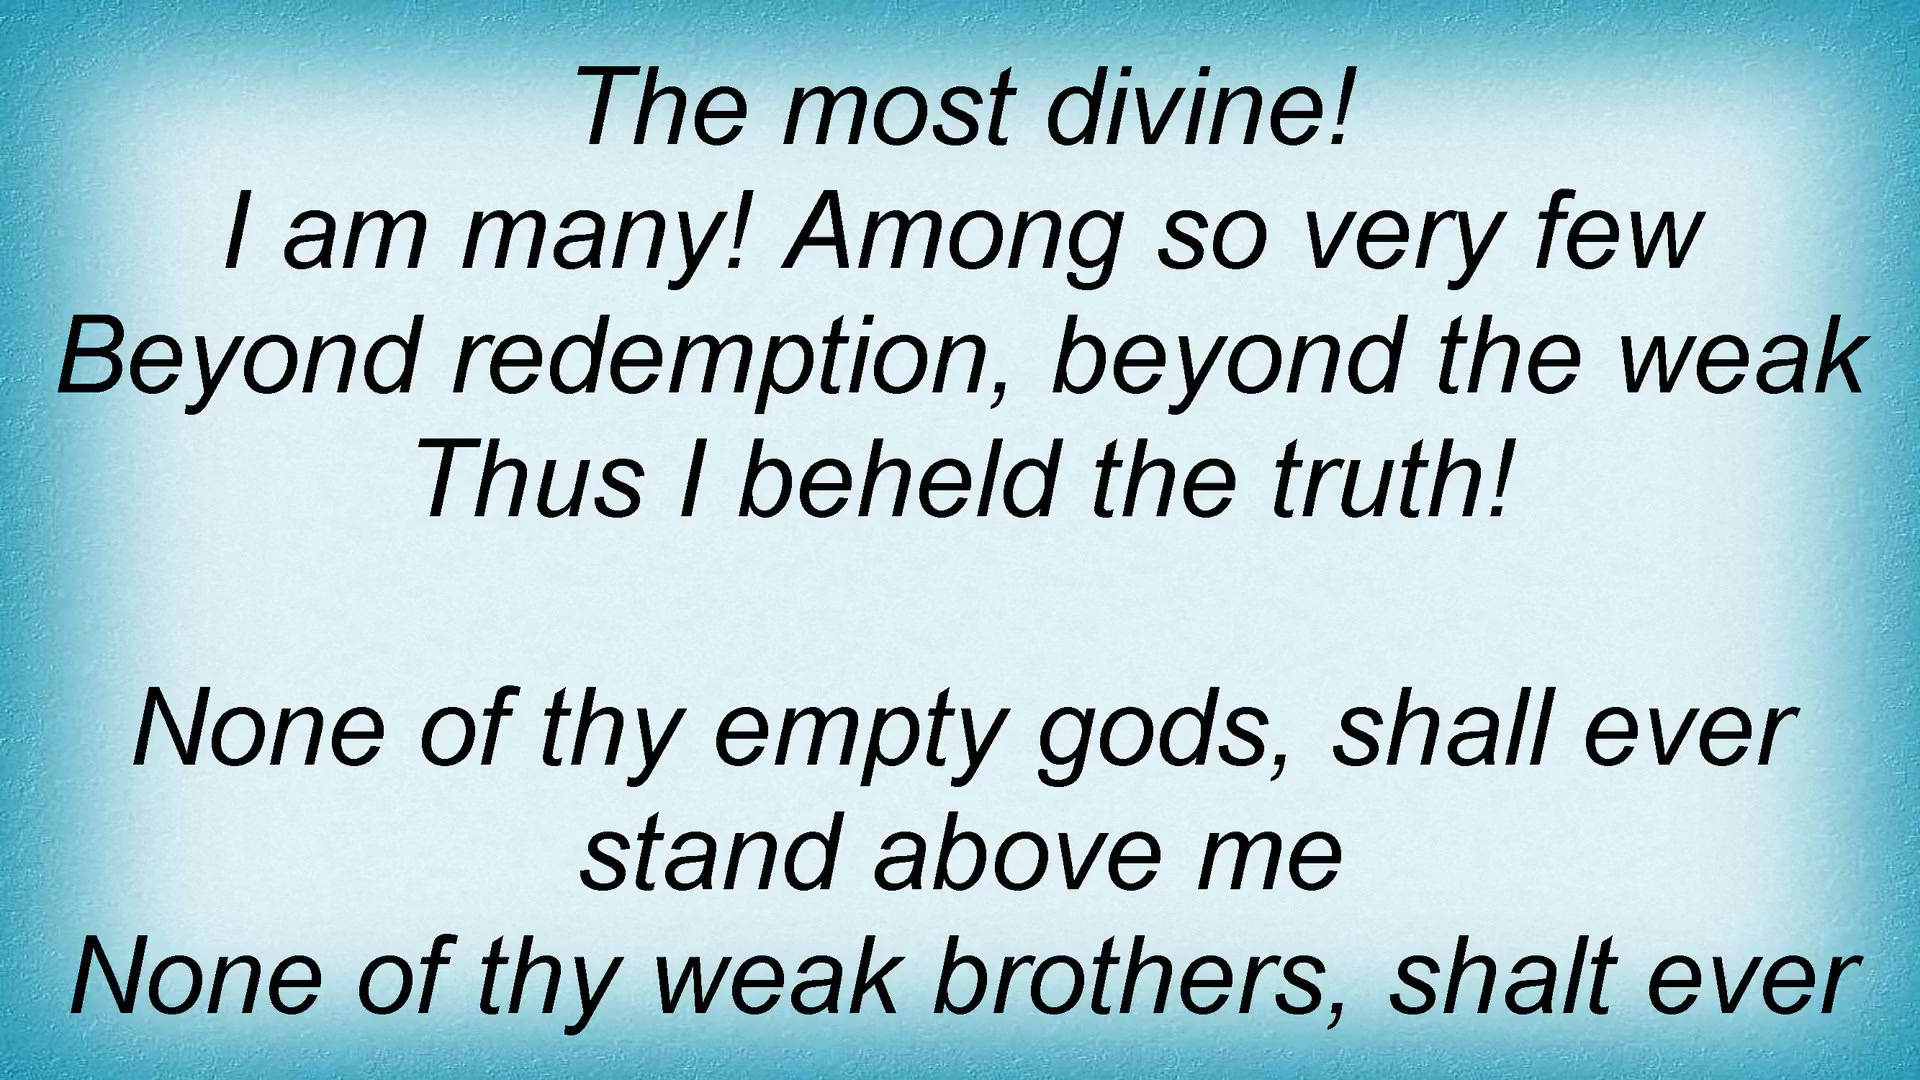 The most divine!
I am many! Among so very few
Beyond redemption, beyond the weak
Thus I beheld the truth!
None of thy empty gods, shall ever
stand above me
None of thy weak brothers, shalt ever